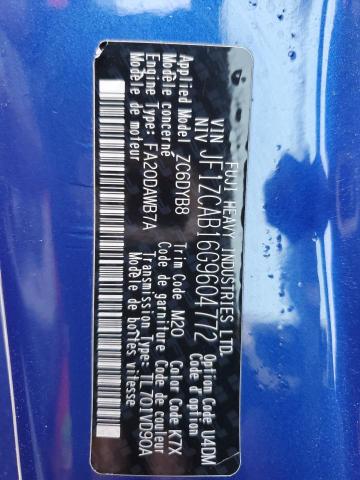 FUJI HEAVY INDUSTRIES LTD.
VIN
NIV JF1ZCAB16G9604772
Option Code U4DM
Code d'option
Applied Model ZC6DYB8 Trim Code M20 Color Code K7X
Modèle concerné Code de garniture Code de couleur
Engine Type FA20DAWB7A Trans. Type TL701VD90A
Modèle de moteur Modèle de boîtes vitesse